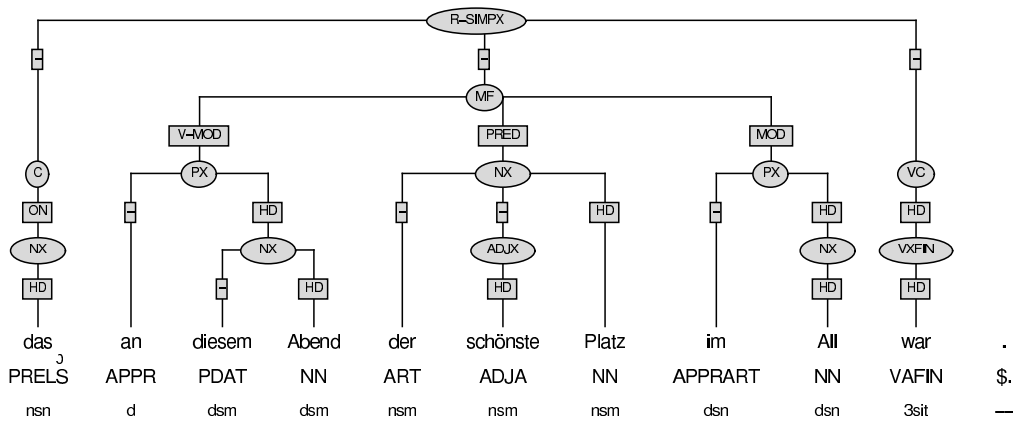 R–SIMPX
– – –
MF
V–MOD PRED MOD
C PX NX PX VC
ON – HD – – HD – HD HD
NX NX ADJX NX VXFIN
HD – HD HD HD HD
das an diesem Abend der schönste Platz im All war .
J
PRELS APPR PDAT NN ART ADJA NN APPRART NN VAFIN $.
nsn d dsm dsm nsm nsm nsm dsn dsn 3sit ––